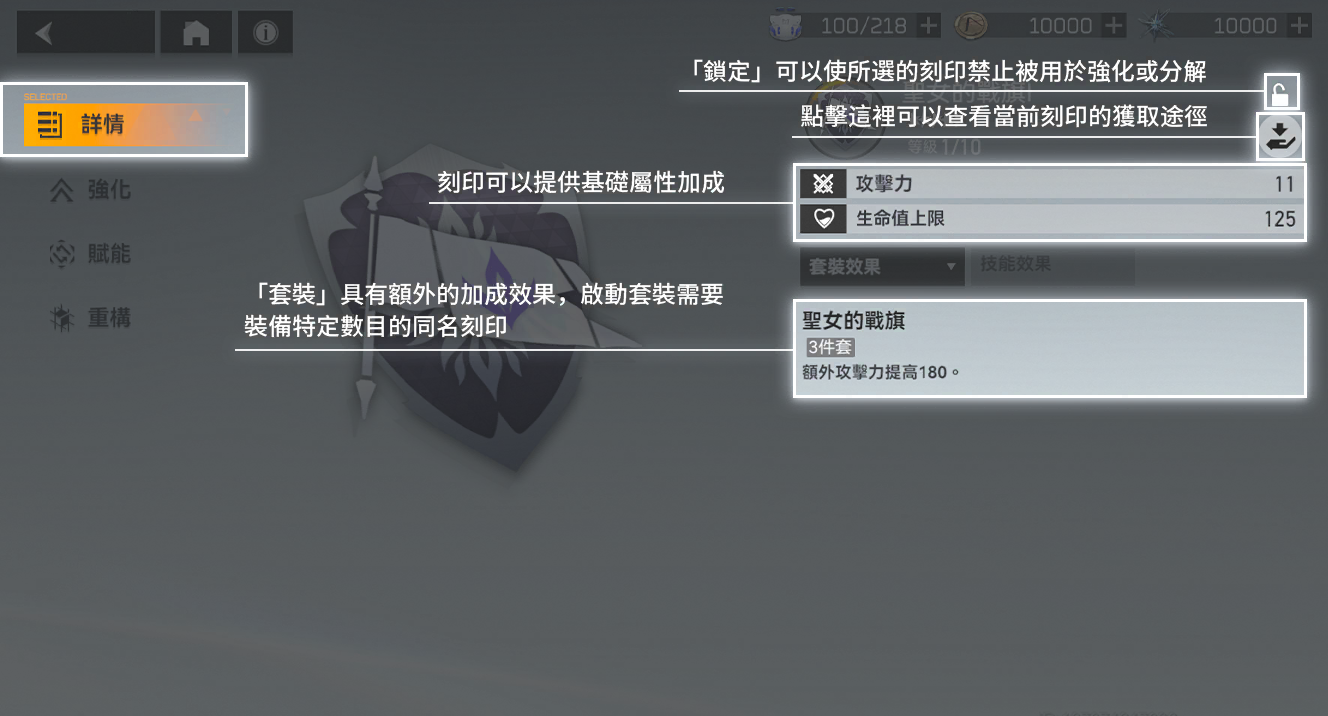 100/218
10000
10000
「鎖定」可以使所選的刻印禁止被用於強化或分解
SELECTED
聖女的戰旗I
詳情
點擊這裡可以查看當前刻印的獲取途徑
等級 1/10
刻印可以提供基礎屬性加成
攻擊力 11
強化
生命值上限 125
賦能
套裝效果 技能效果
「套裝」具有額外的加成效果，啟動套裝需要
裝備特定數目的同名刻印
重構
聖女的戰旗
3件套
額外攻擊力提高180。